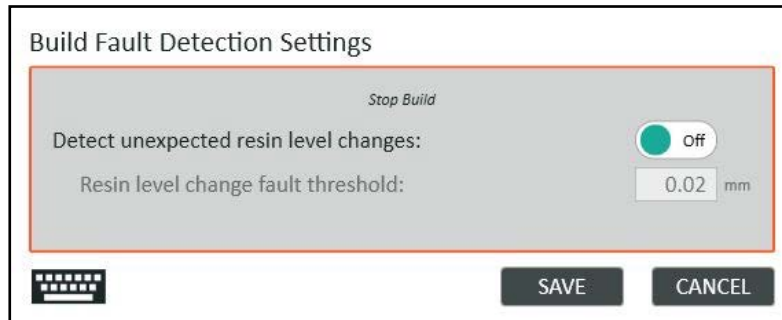 Build Fault Detection Settings
Stop Build
Detect unexpected resin level changes: Off
Resin level change fault threshold: 0.02 mm
SAVE CANCEL